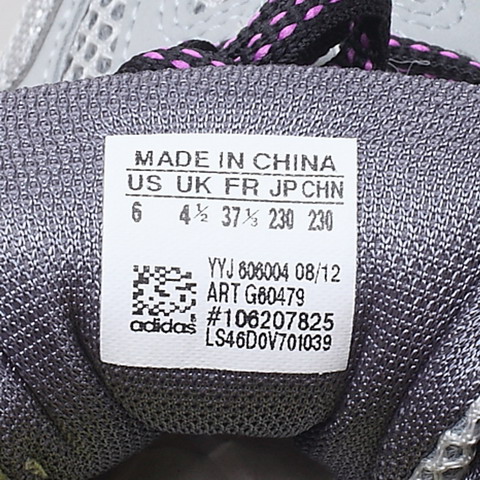 MADE IN CHINA
US UK FR JP CHN
6 4½ 37⅓ 230 230
YYJ 606004 08/12
ART G60479
#106207825
LS46D0V701039
adidas